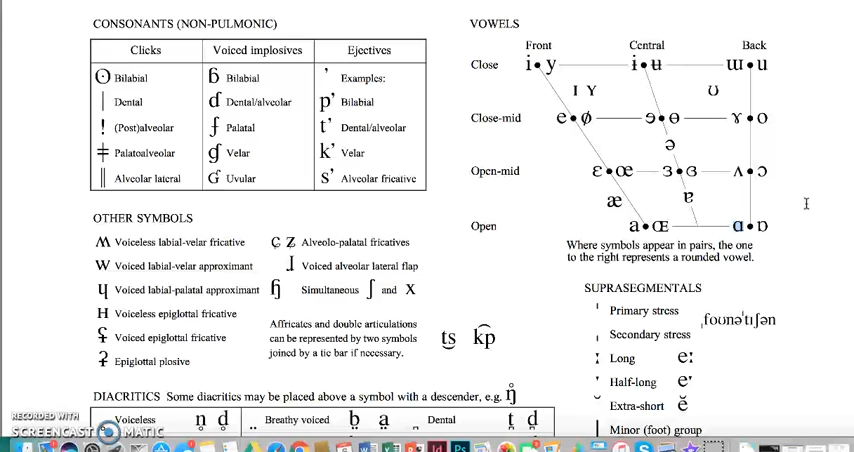 CONSONANTS (NON-PULMONIC)
Clicks Voiced implosives Ejectives
ʘ Bilabial ɓ Bilabial ʼ Examples:
ǀ Dental ɗ Dental/alveolar pʼ Bilabial
ǃ (Post)alveolar ʄ Palatal tʼ Dental/alveolar
ǂ Palatoalveolar ɠ Velar kʼ Velar
ǁ Alveolar lateral ʛ Uvular sʼ Alveolar fricative
OTHER SYMBOLS
ʍ Voiceless labial-velar fricative ɕ ʑ Alveolo-palatal fricatives
w Voiced labial-velar approximant ɺ Voiced alveolar lateral flap
ɥ Voiced labial-palatal approximant ɧ Simultaneous ʃ and x
ʜ Voiceless epiglottal fricative
ʢ Voiced epiglottal fricative
ʡ Epiglottal plosive
Affricates and double articulations
can be represented by two symbols
joined by a tie bar if necessary.
t͜s k͡p
VOWELS
Front Central Back
Close i • y ɨ • ʉ ɯ • u
ɪ ʏ ʊ
Close-mid e • ø ɘ • ɵ ɤ • o
ə
Open-mid ɛ • œ ɜ • ɞ ʌ • ɔ
æ ɐ
Open a • ɶ ɑ • ɒ
Where symbols appear in pairs, the one
to the right represents a rounded vowel.
SUPRASEGMENTALS
ˈ Primary stress
ˌfoʊnəˈtɪʃən
ˌ Secondary stress
ː Long eː
ˑ Half-long eˑ
˘ Extra-short ĕ
| Minor (foot) group
DIACRITICS Some diacritics may be placed above a symbol with a descender, e.g. ŋ̊
̥ Voiceless n̥ d̥ ̤ Breathy voiced b̤ a̤ ̪ Dental t̪ d̪
RECORDED WITH
SCREENCAST MATIC